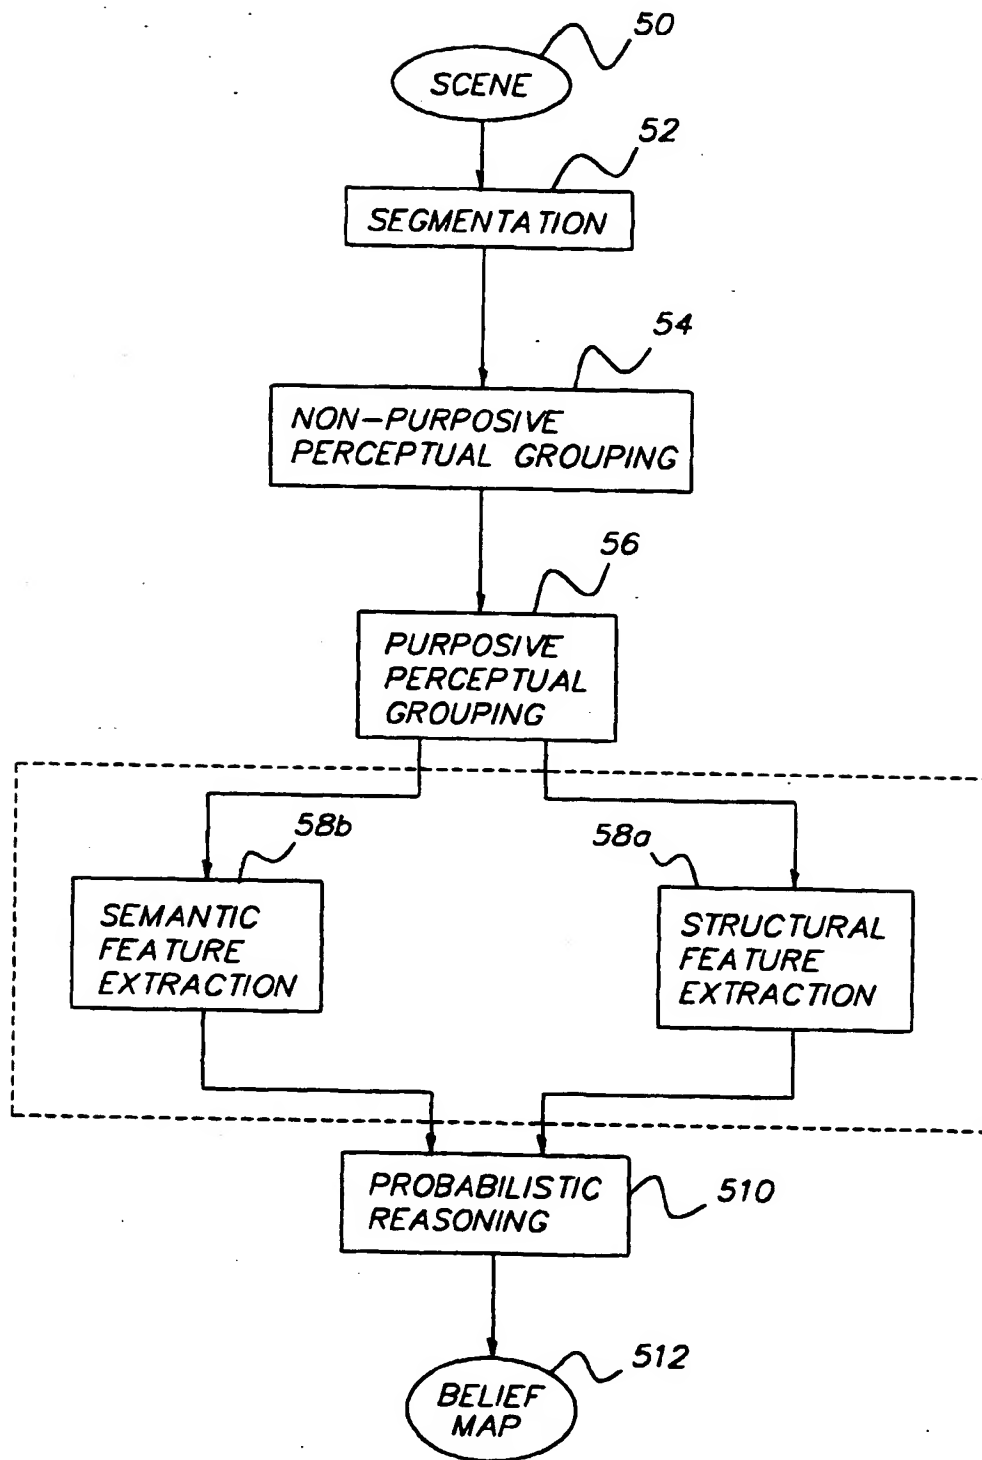 50
SCENE
52
SEGMENTATION
54
NON-PURPOSIVE
PERCEPTUAL GROUPING
56
PURPOSIVE
PERCEPTUAL
GROUPING
58b
58a
SEMANTIC
FEATURE
EXTRACTION
STRUCTURAL
FEATURE
EXTRACTION
PROBABILISTIC
REASONING
510
512
BELIEF
MAP